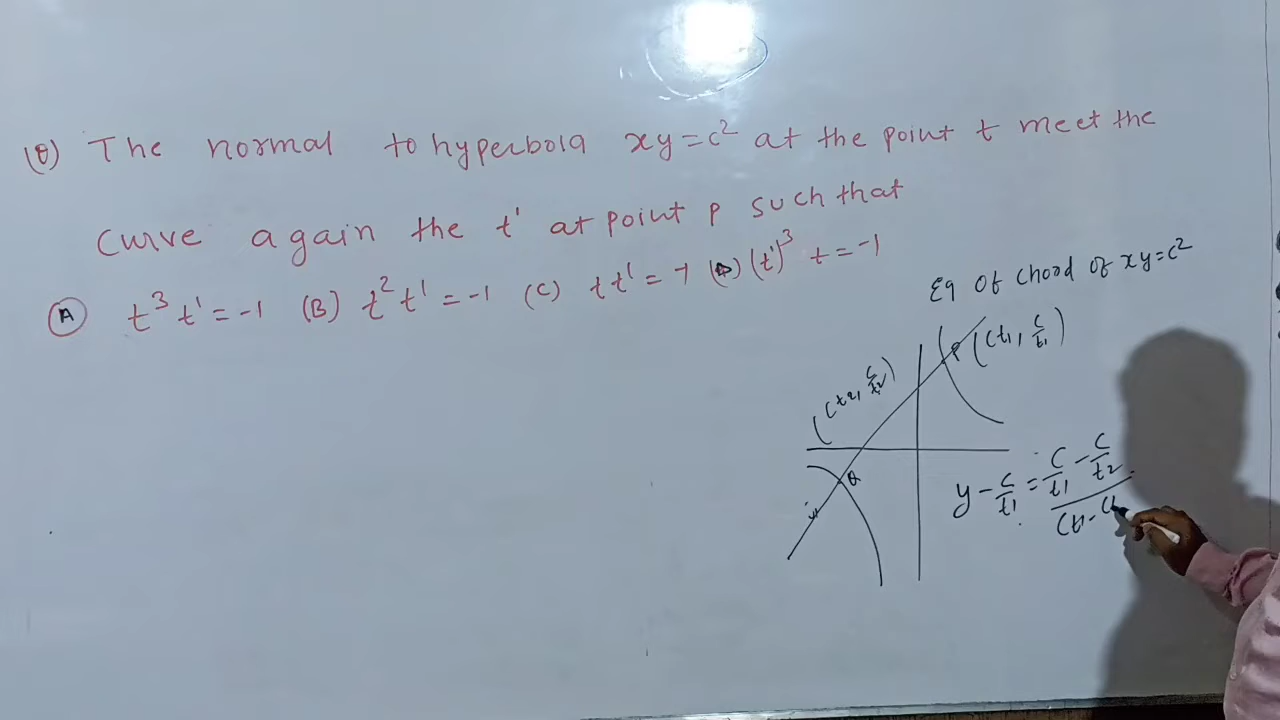 (Q) The normal to hyperbola xy=c² at the point t meet the
curve again the t' at point p such that
(A) t³t'=-1 (B) t²t'=-1 (C) tt'=-1 (D) (t')³t=-1
Eq Of chord of xy=c²
P(ct₁, c/t₁)
(ct₂, c/t₂)
Q
y - c/t₁ = (c/t₁ - c/t₂)/(ct₁ - c